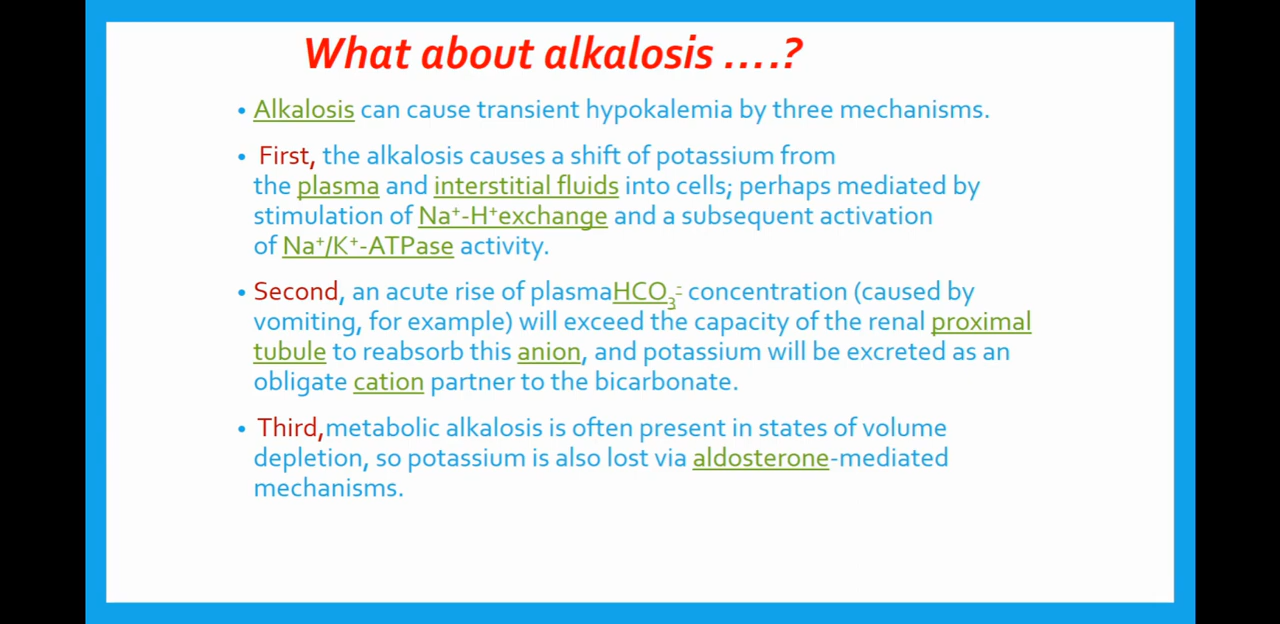 What about alkalosis ....?
• Alkalosis can cause transient hypokalemia by three mechanisms.
• First, the alkalosis causes a shift of potassium from
the plasma and interstitial fluids into cells; perhaps mediated by
stimulation of Na⁺-H⁺exchange and a subsequent activation
of Na⁺/K⁺-ATPase activity.
• Second, an acute rise of plasmaHCO₃⁻ concentration (caused by
vomiting, for example) will exceed the capacity of the renal proximal
tubule to reabsorb this anion, and potassium will be excreted as an
obligate cation partner to the bicarbonate.
• Third,metabolic alkalosis is often present in states of volume
depletion, so potassium is also lost via aldosterone-mediated
mechanisms.